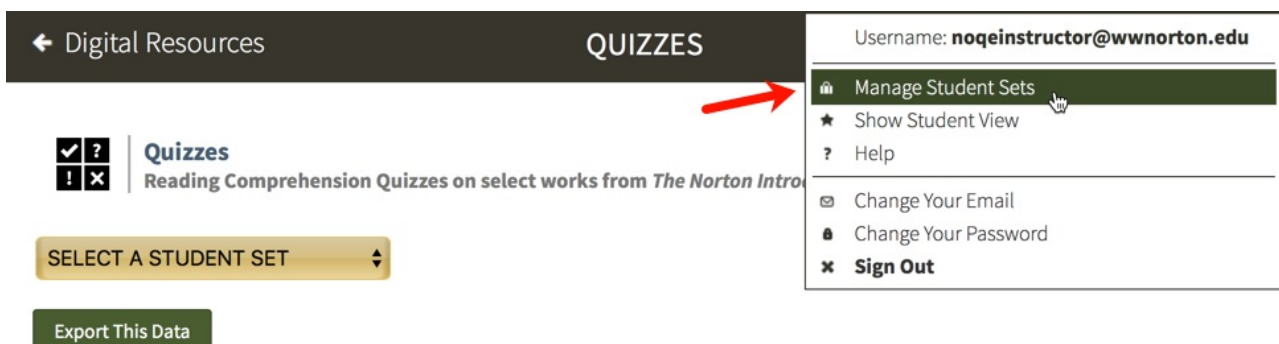 Digital Resources
QUIZZES
Username: noqeinstructor@wwnorton.edu
Manage Student Sets
Show Student View
? Help
Change Your Email
Change Your Password
Sign Out
Quizzes
Reading Comprehension Quizzes on select works from The Norton
SELECT A STUDENT SET
Export This Data